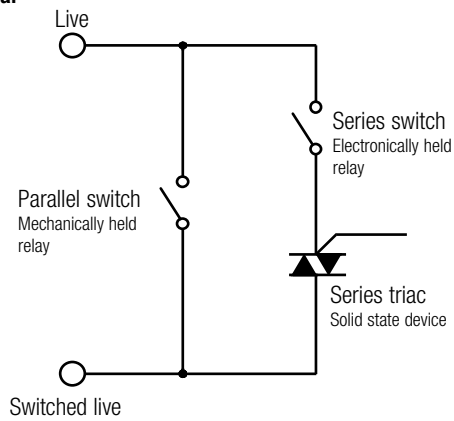 Live
Series switch
Electronically held
relay
Parallel switch
Mechanically held
relay
Series triac
Solid state device
Switched live